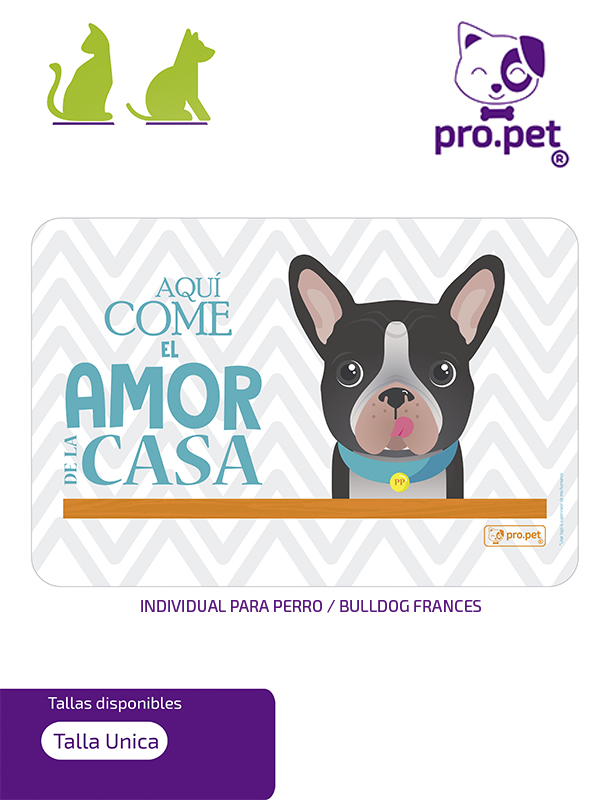 pro.pet
®
AQUÍ
COME
EL
AMOR
DE LA
CASA
PP
pro.pet
®
INDIVIDUAL PARA PERRO / BULLDOG FRANCES
Tallas disponibles
Talla Unica